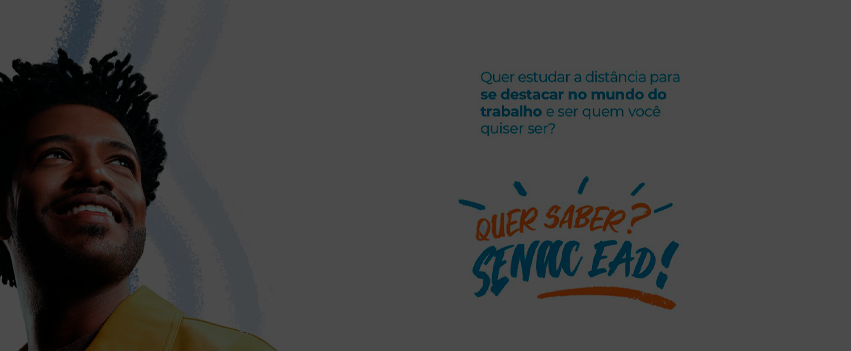 Quer estudar a distância para
se destacar no mundo do
trabalho e ser quem você
quiser ser?
QUER SABER?
SENAC EAD!